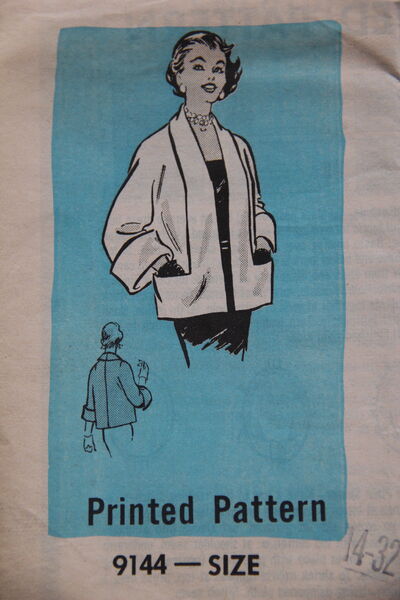 Printed Pattern
9144 — SIZE
14-32